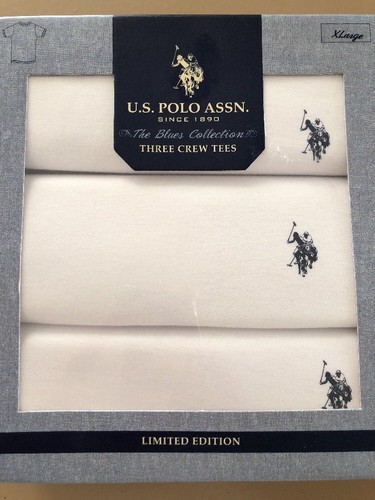 XLarge
U.S. POLO ASSN.
SINCE 1890
The Blues Collection
THREE CREW TEES
LIMITED EDITION